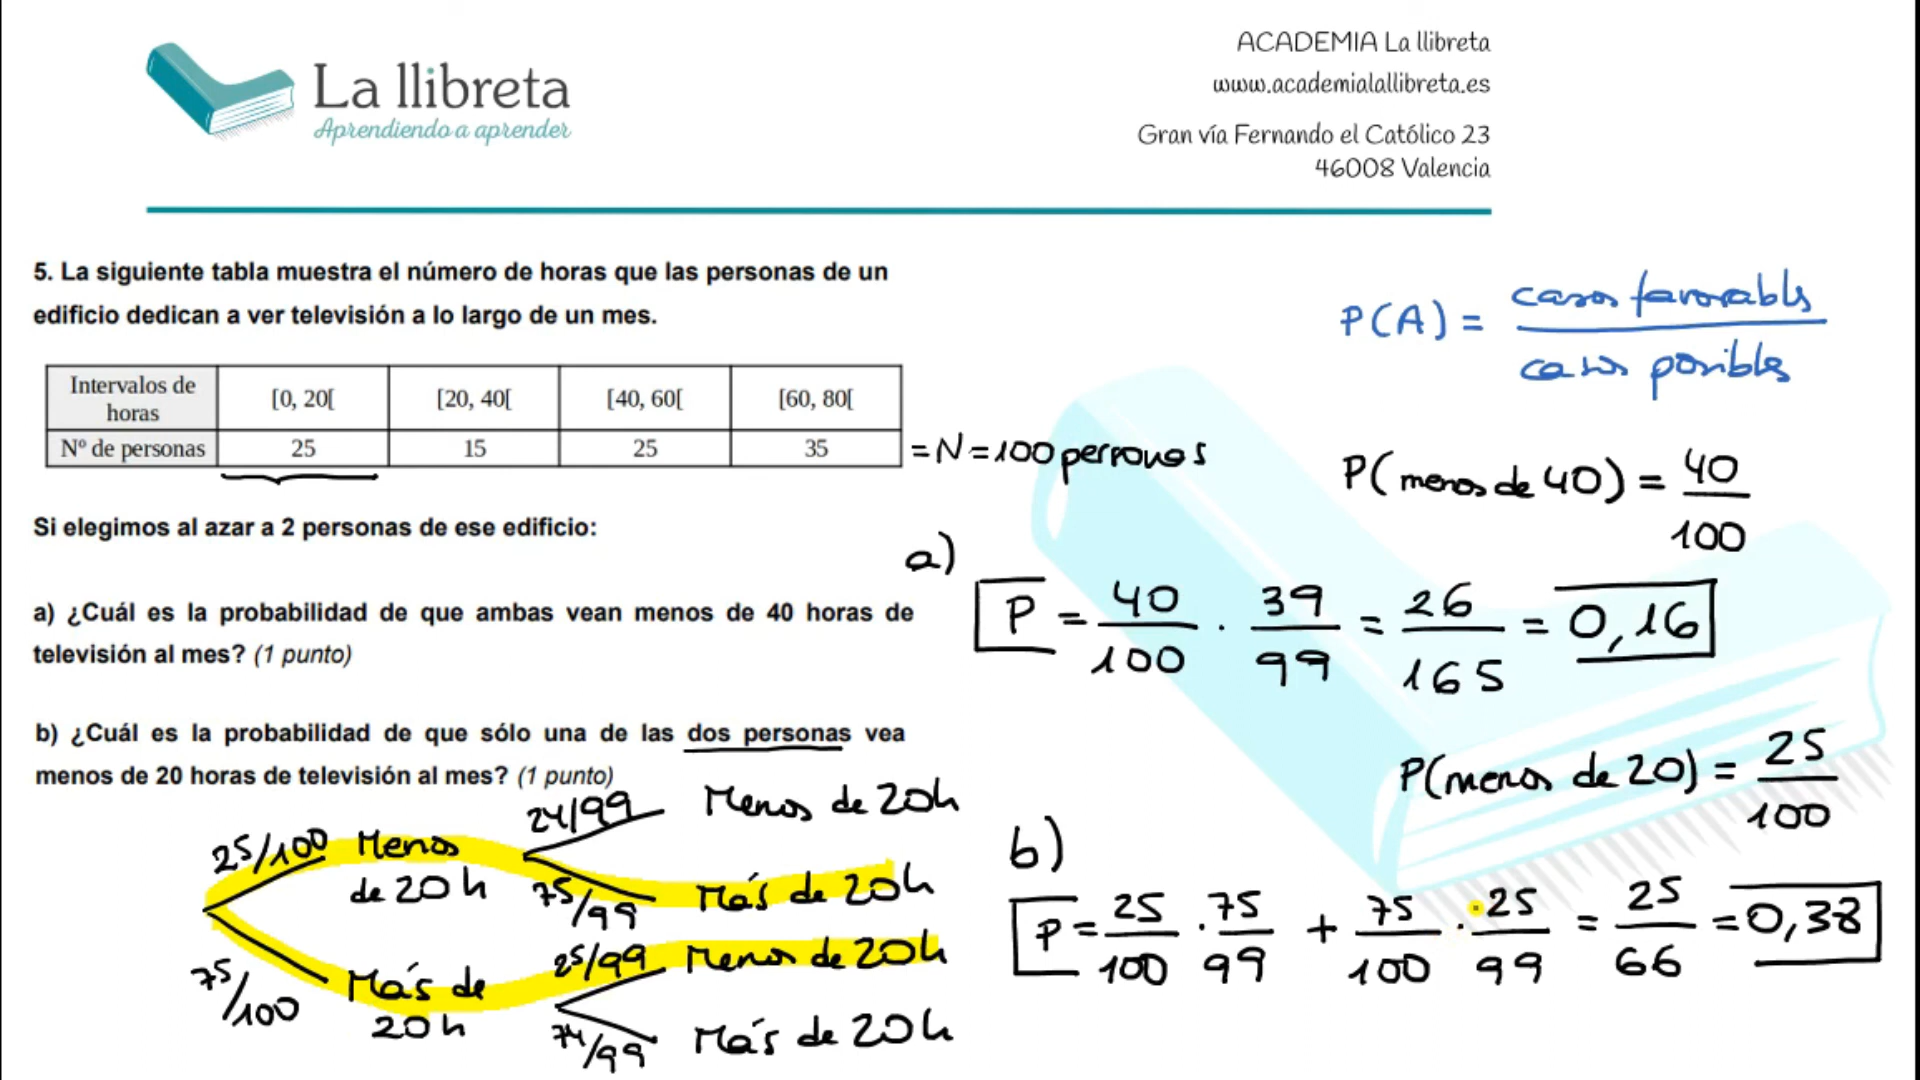 La llibreta
Aprendiendo a aprender
ACADEMIA La llibreta
www.academialallibreta.es
Gran vía Fernando el Católico 23
46008 Valencia
5. La siguiente tabla muestra el número de horas que las personas de un
edificio dedican a ver televisión a lo largo de un mes.
Intervalos de horas [0, 20[ [20, 40[ [40, 60[ [60, 80[
Nº de personas 25 15 25 35 = N = 100 personas
P(A) = casos favorables / casos posibles
P(menos de 40) = 40/100
Si elegimos al azar a 2 personas de ese edificio:
a) ¿Cuál es la probabilidad de que ambas vean menos de 40 horas de
televisión al mes? (1 punto)
a)
P = 40/100 · 39/99 = 26/165 = 0,16
b) ¿Cuál es la probabilidad de que sólo una de las dos personas vea
menos de 20 horas de televisión al mes? (1 punto)
P(menos de 20) = 25/100
25/100 Menos de 20h
24/99 Menos de 20h
75/99 Más de 20h
75/100 Más de 20h
25/99 Menos de 20h
74/99 Más de 20h
b)
P = 25/100 · 75/99 + 75/100 · 25/99 = 25/66 = 0,38